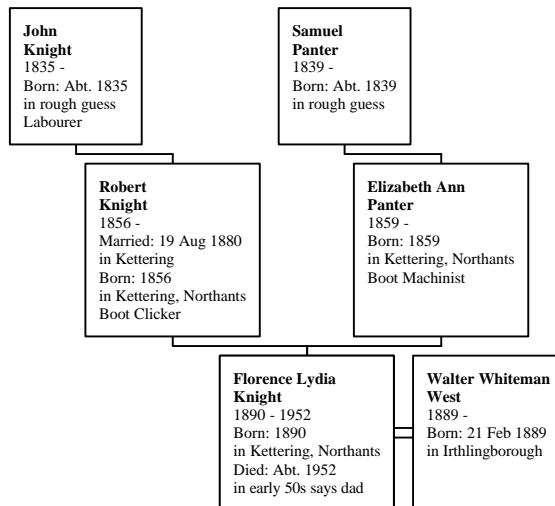 John
Knight
1835 -
Born: Abt. 1835
in rough guess
Labourer
Samuel
Panter
1839 -
Born: Abt. 1839
in rough guess
Robert
Knight
1856 -
Married: 19 Aug 1880
in Kettering
Born: 1856
in Kettering, Northants
Boot Clicker
Elizabeth Ann
Panter
1859 -
Born: 1859
in Kettering, Northants
Boot Machinist
Florence Lydia
Knight
1890 - 1952
Born: 1890
in Kettering, Northants
Died: Abt. 1952
in early 50s says dad
Walter Whiteman
West
1889 -
Born: 21 Feb 1889
in Irthlingborough